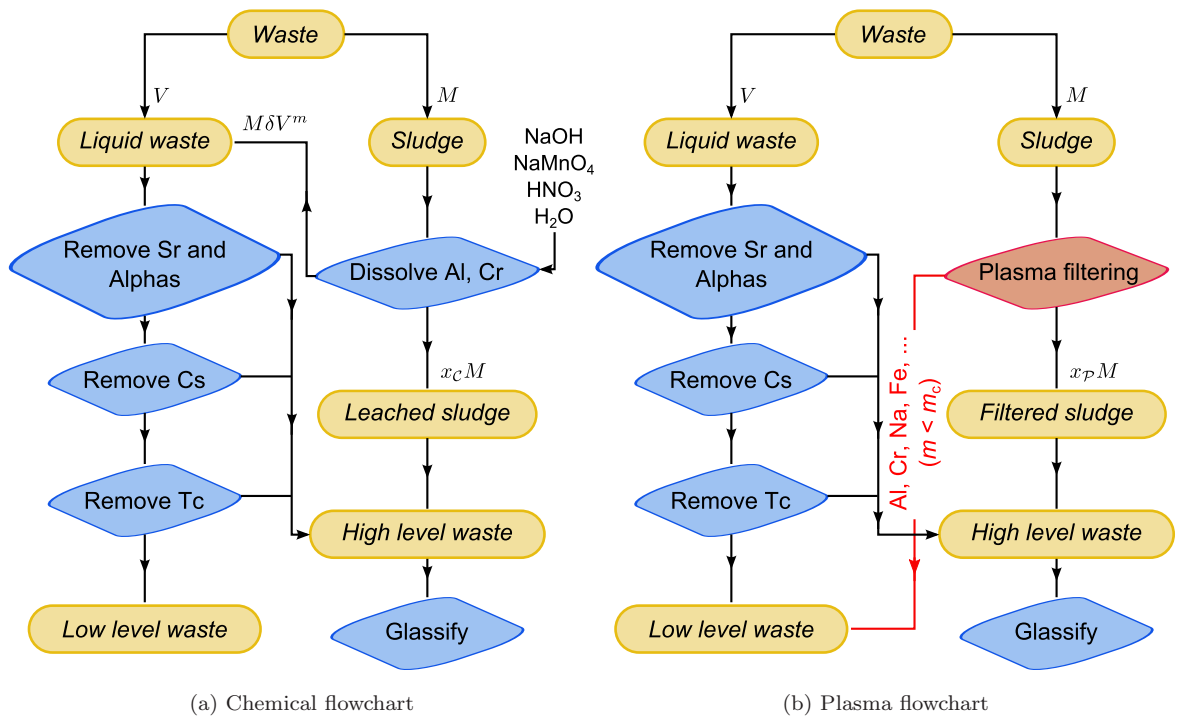 Waste
V
M
Liquid waste
MδV^m
Sludge
NaOH
NaMnO₄
HNO₃
H₂O
Remove Sr and
Alphas
Dissolve Al, Cr
Remove Cs
x_𝒞M
Leached sludge
Remove Tc
High level waste
Low level waste
Glassify
(a) Chemical flowchart
Waste
V
M
Liquid waste
Sludge
Remove Sr and
Alphas
Plasma filtering
Remove Cs
x_𝒫M
Al, Cr, Na, Fe, ...
(m < m_c)
Filtered sludge
Remove Tc
High level waste
Low level waste
Glassify
(b) Plasma flowchart